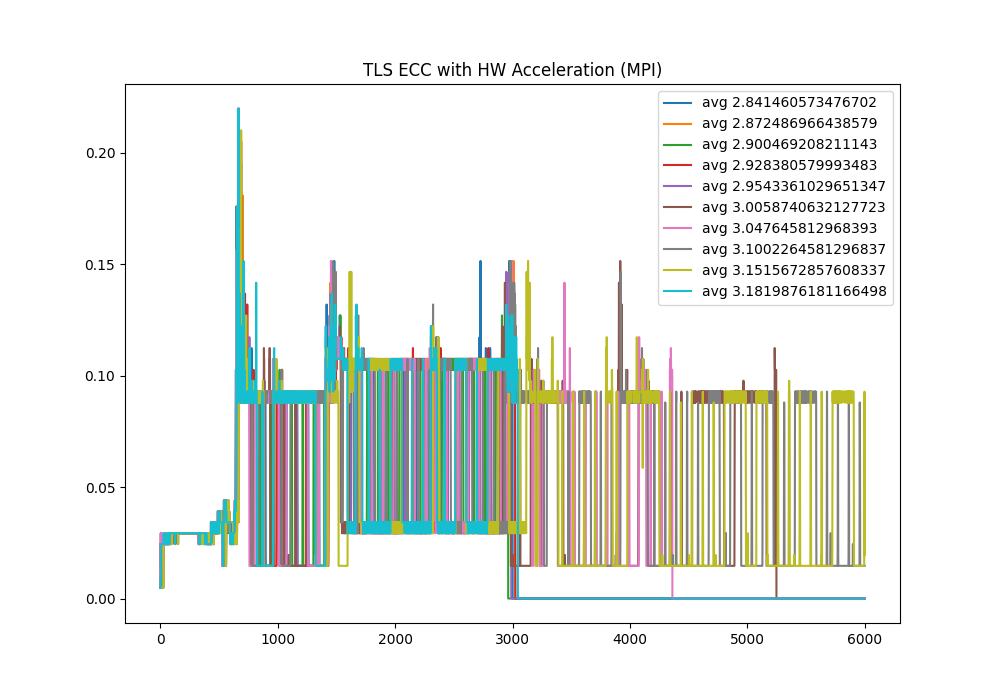 TLS ECC with HW Acceleration (MPI)
avg 2.841460573476702
avg 2.872486966438579
avg 2.900469208211143
avg 2.928380579993483
avg 2.9543361029651347
avg 3.0058740632127723
avg 3.047645812968393
avg 3.1002264581296837
avg 3.1515672857608337
avg 3.1819876181166498
0.20
0.15
0.10
0.05
0.00
0 1000 2000 3000 4000 5000 6000